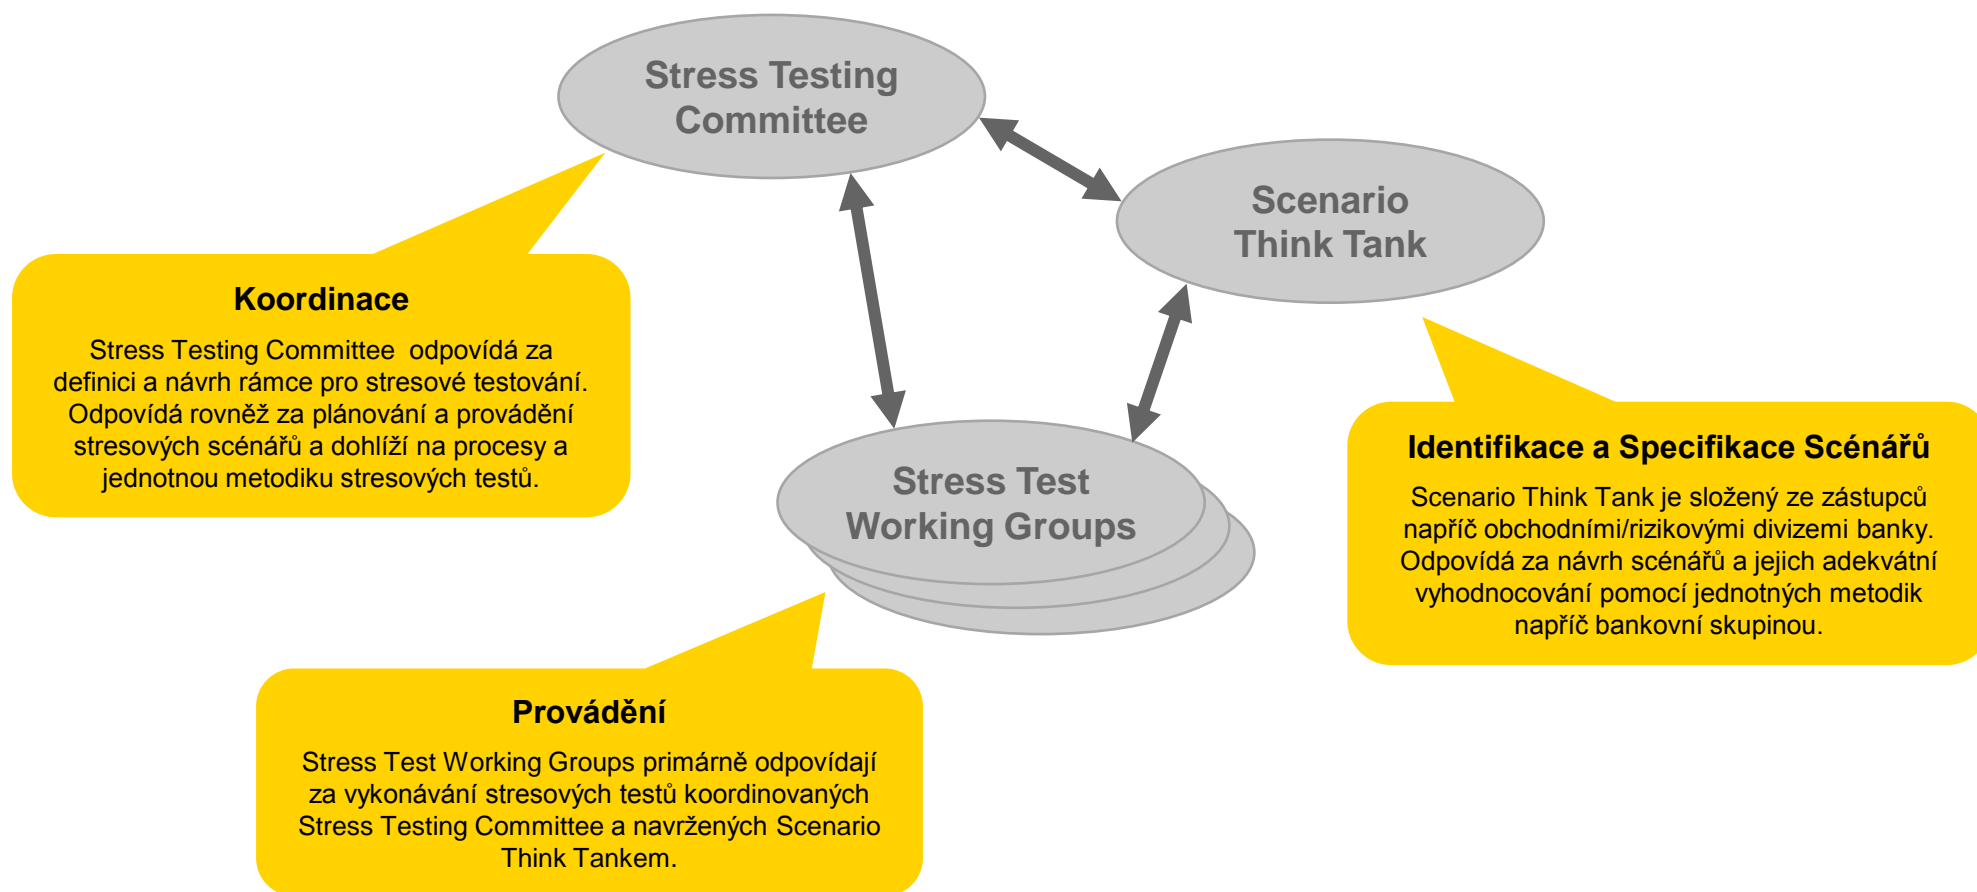 Stress Testing
Committee
Scenario
Think Tank
Koordinace
Stress Testing Committee  odpovídá za
definici a návrh rámce pro stresové testování.
Odpovídá rovněž za plánování a provádění
stresových scénářů a dohlíží na procesy a
jednotnou metodiku stresových testů.
Stress Test
Working Groups
Identifikace a Specifikace Scénářů
Scenario Think Tank je složený ze zástupců
napříč obchodními/rizikovými divizemi banky.
Odpovídá za návrh scénářů a jejich adekvátní
vyhodnocování pomocí jednotných metodik
napříč bankovní skupinou.
Provádění
Stress Test Working Groups primárně odpovídají
za vykonávání stresových testů koordinovaných
Stress Testing Committee a navržených Scenario
Think Tankem.